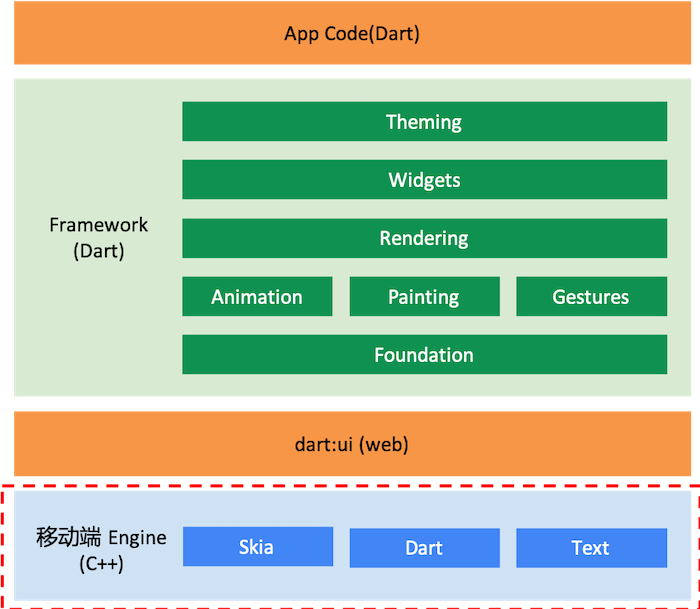 App Code(Dart)
Theming
Widgets
Framework
(Dart)
Rendering
Animation
Painting
Gestures
Foundation
dart:ui (web)
移动端 Engine
(C++)
Skia
Dart
Text